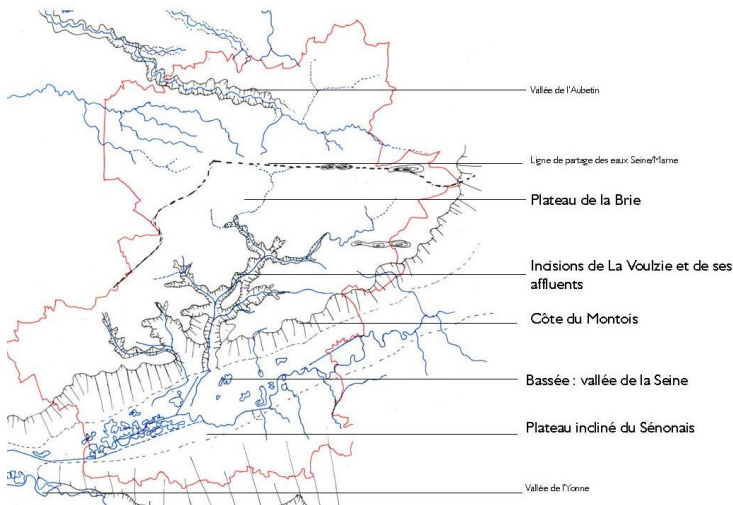 Vallée de l'Aubetin
Ligne de partage des eaux Seine/Marne
Plateau de la Brie
Incisions de La Voulzie et de ses
affluents
Côte du Montois
Bassée : vallée de la Seine
Plateau incliné du Sénonais
Vallée de l'Yonne